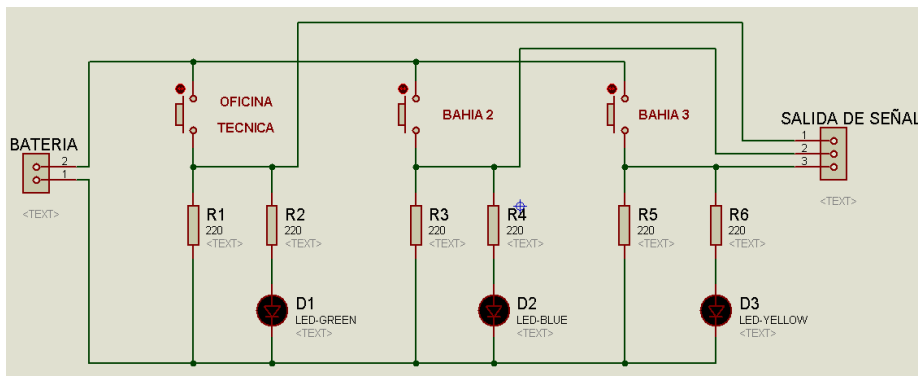 OFICINA
TECNICA
BAHIA 2
BAHIA 3
SALIDA DE SEÑAL
BATERIA
2
1
<TEXT>
1
2
3
<TEXT>
R1
220
<TEXT>
R2
220
<TEXT>
R3
220
<TEXT>
R4
220
<TEXT>
R5
220
<TEXT>
R6
220
<TEXT>
D1
LED-GREEN
<TEXT>
D2
LED-BLUE
<TEXT>
D3
LED-YELLOW
<TEXT>